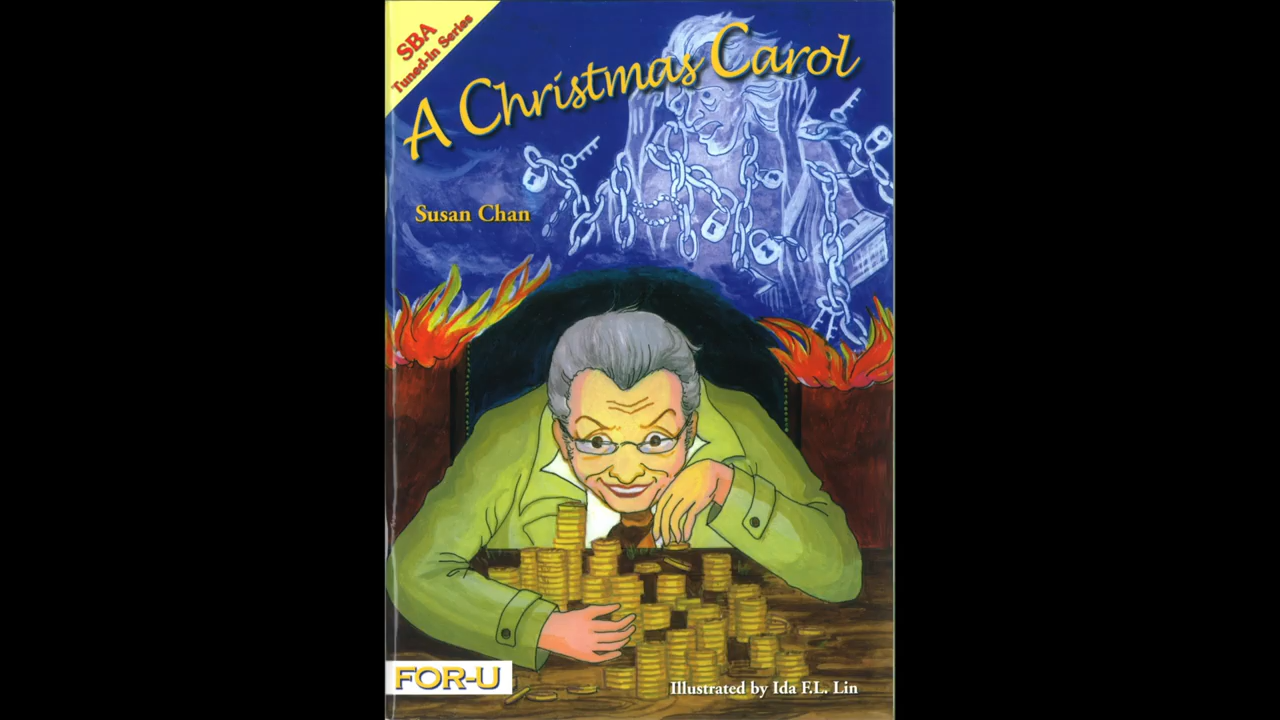 SBA
Tuned-In Series
A Christmas Carol
Susan Chan
FOR-U
Illustrated by Ida F.L. Lin